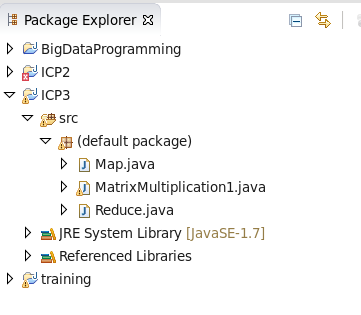 Package Explorer
BigDataProgramming
ICP2
ICP3
src
(default package)
Map.java
MatrixMultiplication1.java
Reduce.java
JRE System Library [JavaSE-1.7]
Referenced Libraries
training